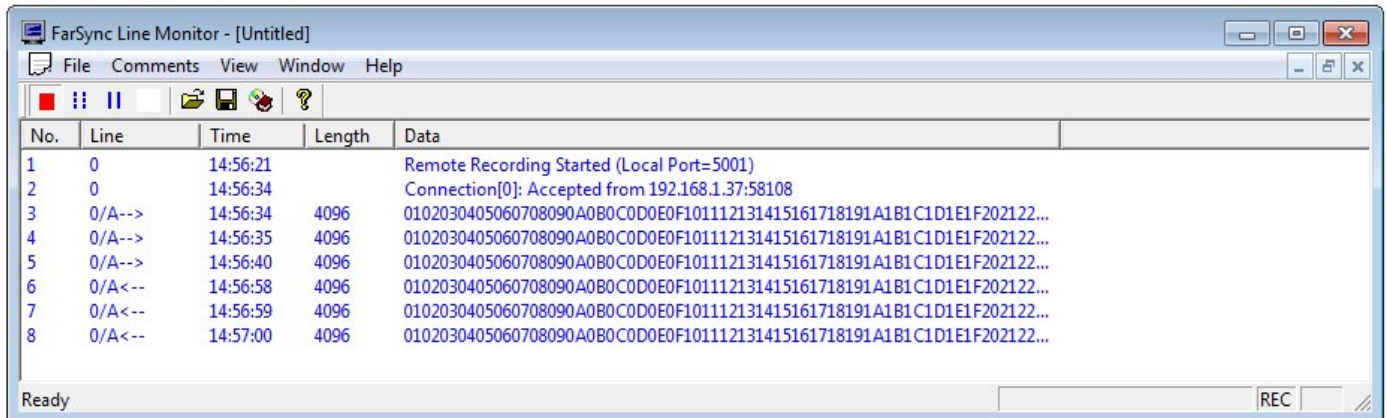 FarSync Line Monitor - [Untitled]
File Comments View Window Help
No. Line Time Length Data
1 0 14:56:21 Remote Recording Started (Local Port=5001)
2 0 14:56:34 Connection[0]: Accepted from 192.168.1.37:58108
3 0/A--> 14:56:34 4096 0102030405060708090A0B0C0D0E0F101112131415161718191A1B1C1D1E1F202122...
4 0/A--> 14:56:35 4096 0102030405060708090A0B0C0D0E0F101112131415161718191A1B1C1D1E1F202122...
5 0/A--> 14:56:40 4096 0102030405060708090A0B0C0D0E0F101112131415161718191A1B1C1D1E1F202122...
6 0/A<-- 14:56:58 4096 0102030405060708090A0B0C0D0E0F101112131415161718191A1B1C1D1E1F202122...
7 0/A<-- 14:56:59 4096 0102030405060708090A0B0C0D0E0F101112131415161718191A1B1C1D1E1F202122...
8 0/A<-- 14:57:00 4096 0102030405060708090A0B0C0D0E0F101112131415161718191A1B1C1D1E1F202122...
Ready REC